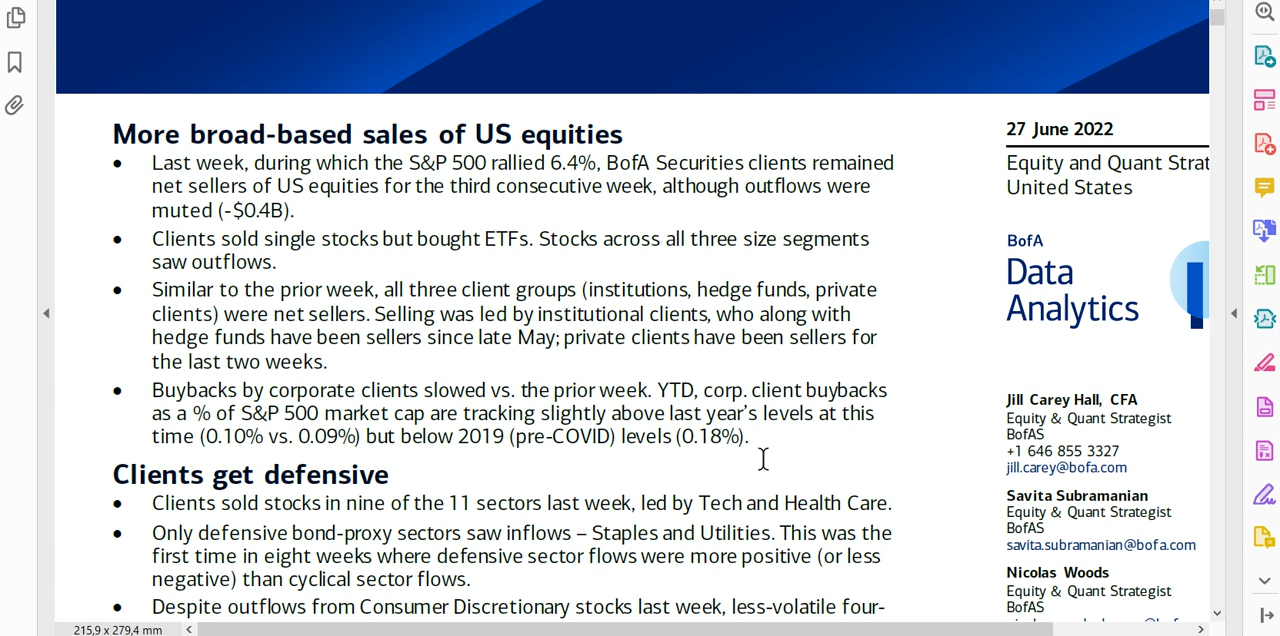 More broad-based sales of US equities
• Last week, during which the S&P 500 rallied 6.4%, BofA Securities clients remained
net sellers of US equities for the third consecutive week, although outflows were
muted (-$0.4B).
• Clients sold single stocks but bought ETFs. Stocks across all three size segments
saw outflows.
• Similar to the prior week, all three client groups (institutions, hedge funds, private
clients) were net sellers. Selling was led by institutional clients, who along with
hedge funds have been sellers since late May; private clients have been sellers for
the last two weeks.
• Buybacks by corporate clients slowed vs. the prior week. YTD, corp. client buybacks
as a % of S&P 500 market cap are tracking slightly above last year's levels at this
time (0.10% vs. 0.09%) but below 2019 (pre-COVID) levels (0.18%).
Clients get defensive
• Clients sold stocks in nine of the 11 sectors last week, led by Tech and Health Care.
• Only defensive bond-proxy sectors saw inflows – Staples and Utilities. This was the
first time in eight weeks where defensive sector flows were more positive (or less
negative) than cyclical sector flows.
• Despite outflows from Consumer Discretionary stocks last week, less-volatile four-
27 June 2022
Equity and Quant Strat
United States
BofA
Data
Analytics
Jill Carey Hall, CFA
Equity & Quant Strategist
BofAS
+1 646 855 3327
jill.carey@bofa.com
Savita Subramanian
Equity & Quant Strategist
BofAS
savita.subramanian@bofa.com
Nicolas Woods
Equity & Quant Strategist
BofAS
215,9 x 279,4 mm